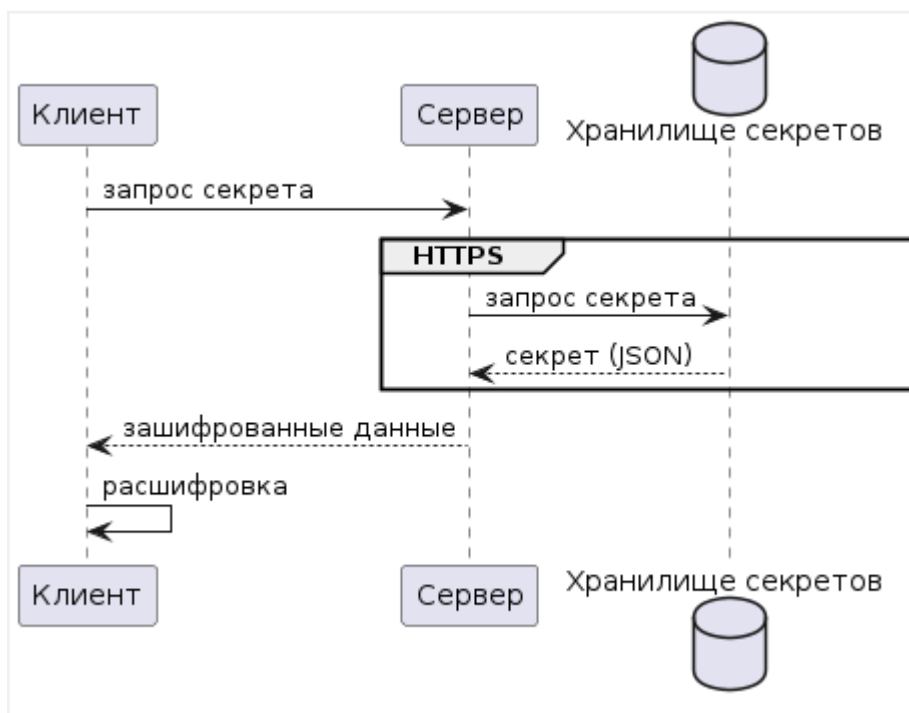 Клиент
Сервер
Хранилище секретов
запрос секрета
HTTPS
запрос секрета
секрет (JSON)
зашифрованные данные
расшифровка
Клиент
Сервер
Хранилище секретов